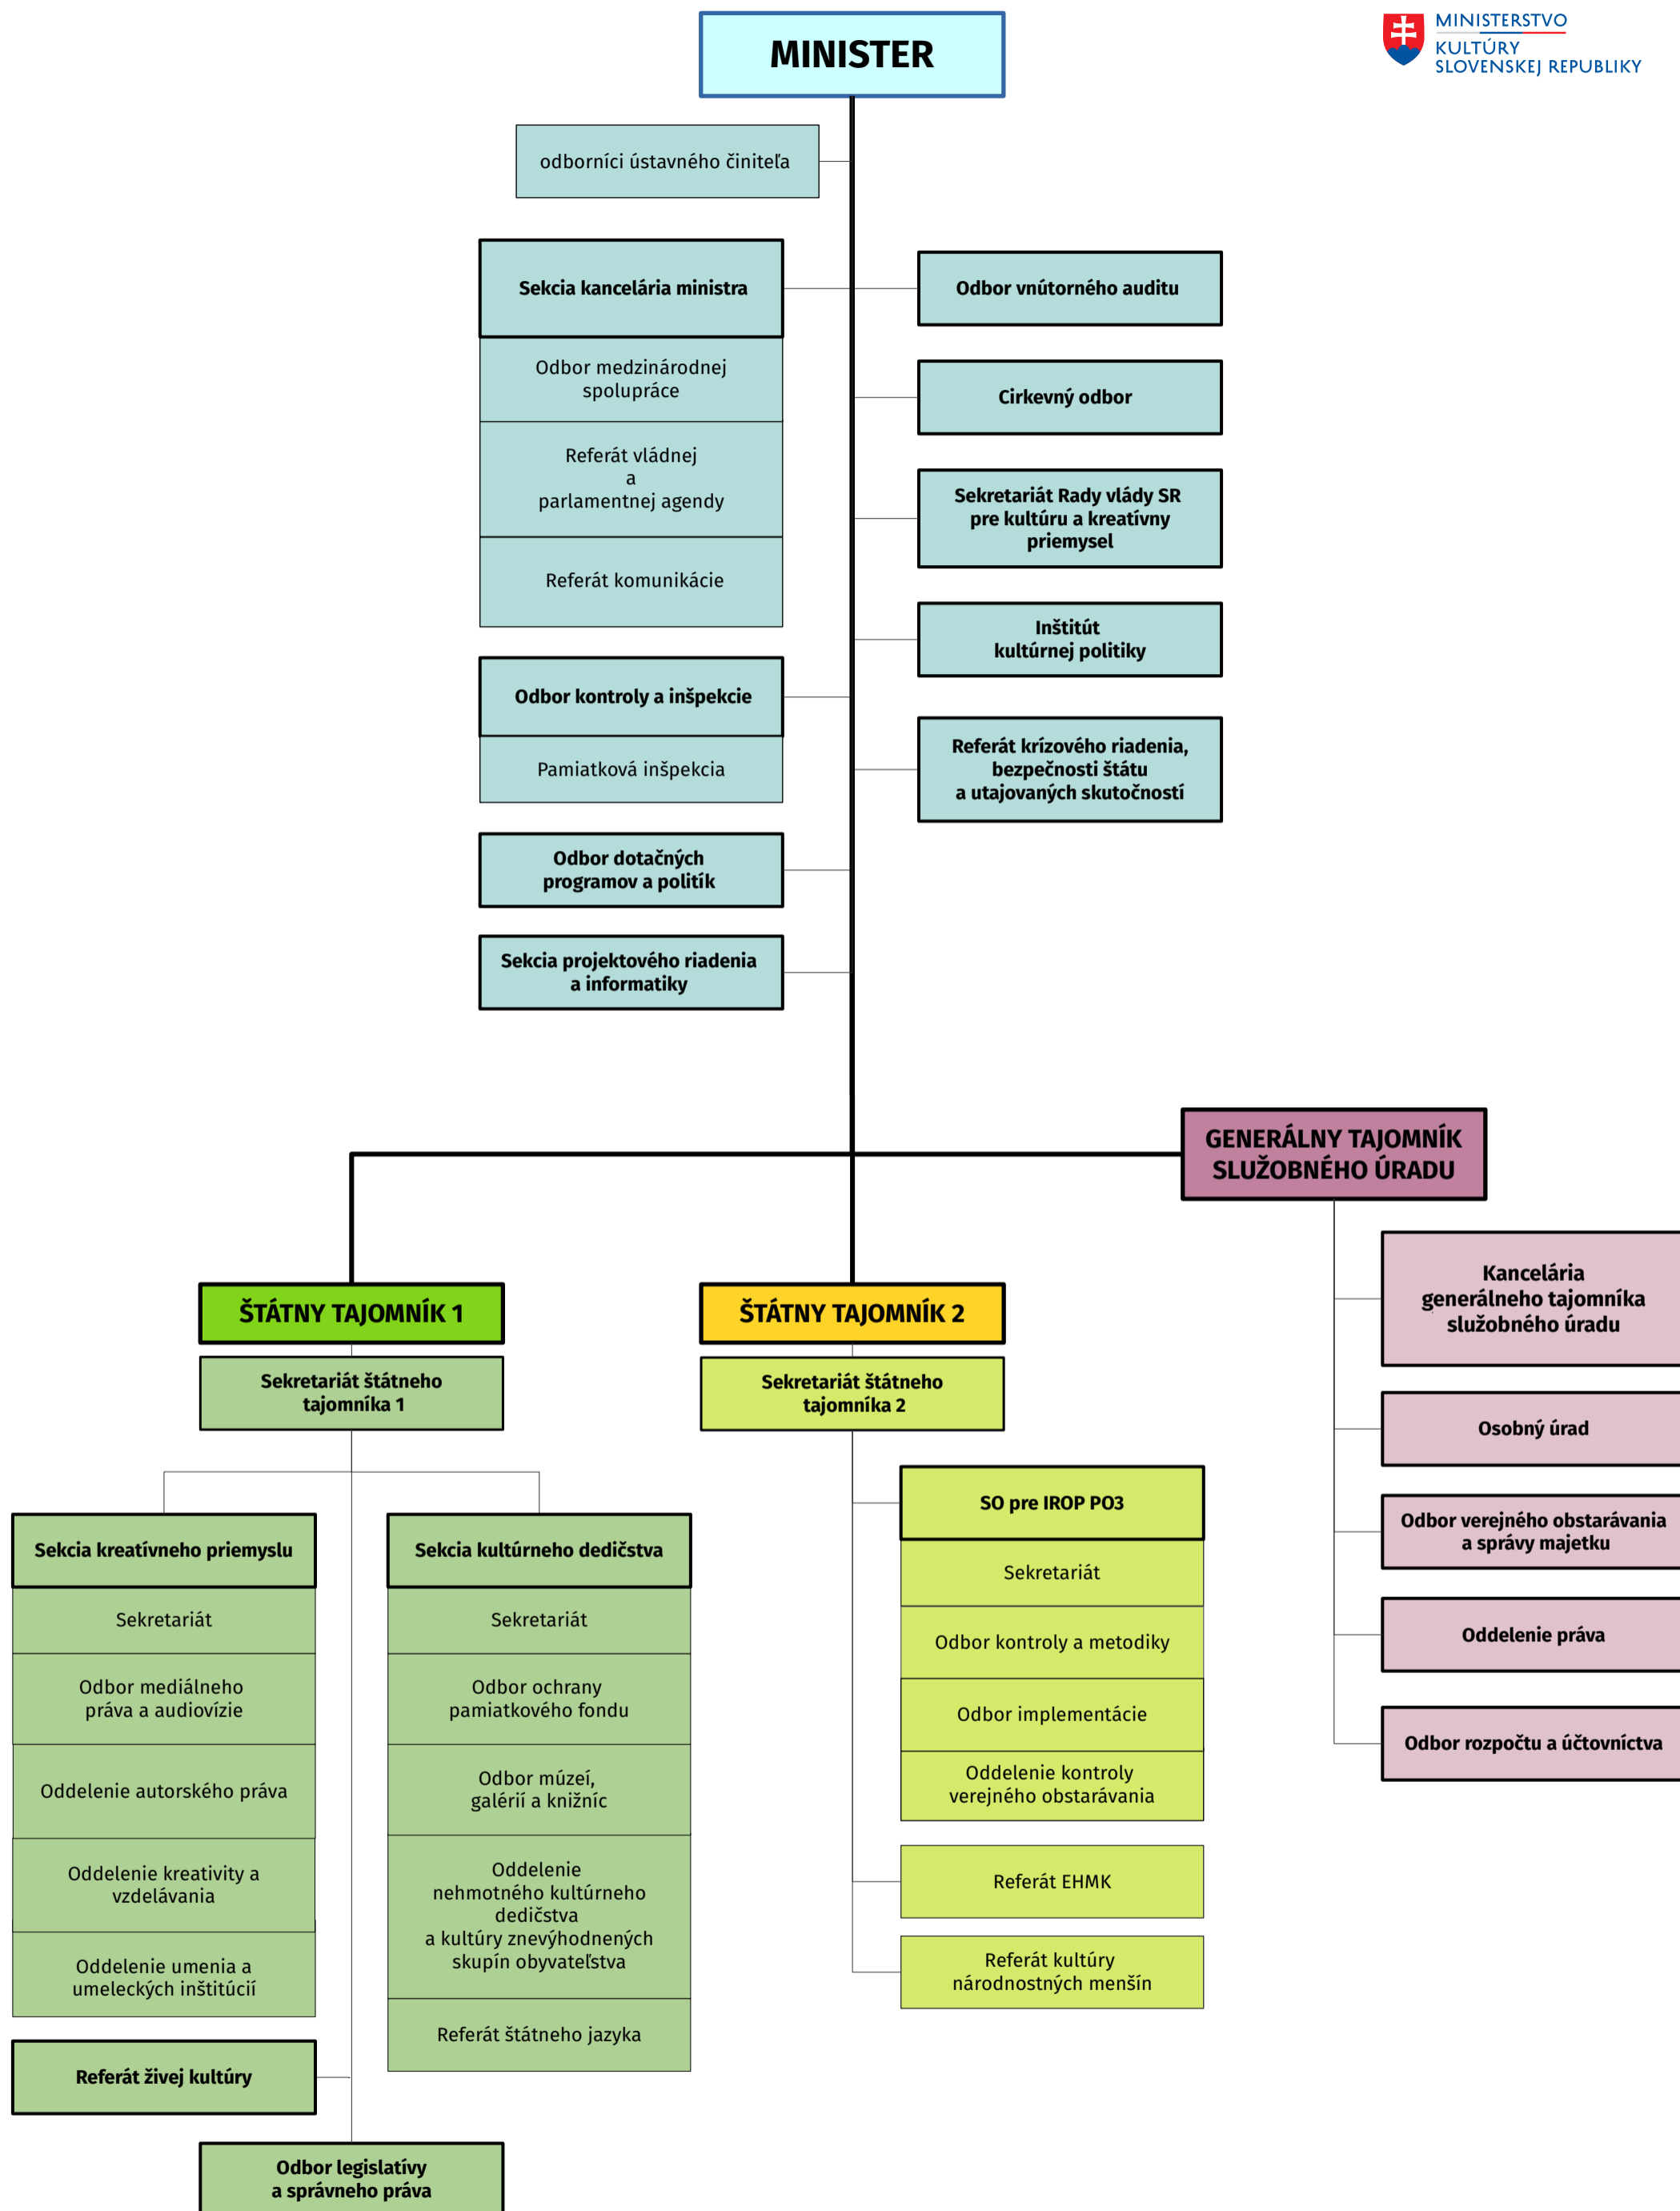 MINISTER
MINISTERSTVO
KULTÚRY
SLOVENSKEJ REPUBLIKY
odborníci ústavného činiteľa
Sekcia kancelária ministra
Odbor medzinárodnej
spolupráce
Referát vládnej
a
parlamentnej agendy
Referát komunikácie
Odbor kontroly a inšpekcie
Pamiatková inšpekcia
Odbor dotačných
programov a politík
Sekcia projektového riadenia
a informatiky
Odbor vnútorného auditu
Cirkevný odbor
Sekretariát Rady vlády SR
pre kultúru a kreatívny
priemysel
Inštitút
kultúrnej politiky
Referát krízového riadenia,
bezpečnosti štátu
a utajovaných skutočností
GENERÁLNY TAJOMNÍK
SLUŽOBNÉHO ÚRADU
Kancelária
generálneho tajomníka
služobného úradu
Osobný úrad
Odbor verejného obstarávania
a správy majetku
Oddelenie práva
Odbor rozpočtu a účtovníctva
ŠTÁTNY TAJOMNÍK 1
Sekretariát štátneho
tajomníka 1
Sekcia kreatívneho priemyslu
Sekretariát
Odbor mediálneho
práva a audiovízie
Oddelenie autorského práva
Oddelenie kreativity a
vzdelávania
Oddelenie umenia a
umeleckých inštitúcií
Referát živej kultúry
Sekcia kultúrneho dedičstva
Sekretariát
Odbor ochrany
pamiatkového fondu
Odbor múzeí,
galérií a knižníc
Oddelenie
nehmotného kultúrneho
dedičstva
a kultúry znevýhodnených
skupín obyvateľstva
Referát štátneho jazyka
Odbor legislatívy
a správneho práva
ŠTÁTNY TAJOMNÍK 2
Sekretariát štátneho
tajomníka 2
SO pre IROP PO3
Sekretariát
Odbor kontroly a metodiky
Odbor implementácie
Oddelenie kontroly
verejného obstarávania
Referát EHMK
Referát kultúry
národnostných menšín